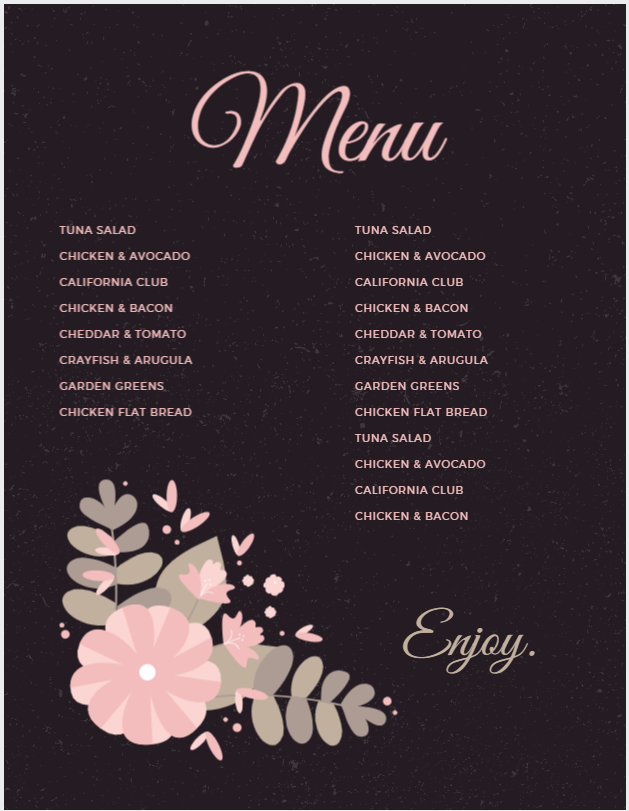 Menu
TUNA SALAD
CHICKEN & AVOCADO
CALIFORNIA CLUB
CHICKEN & BACON
CHEDDAR & TOMATO
CRAYFISH & ARUGULA
GARDEN GREENS
CHICKEN FLAT BREAD
TUNA SALAD
CHICKEN & AVOCADO
CALIFORNIA CLUB
CHICKEN & BACON
CHEDDAR & TOMATO
CRAYFISH & ARUGULA
GARDEN GREENS
CHICKEN FLAT BREAD
TUNA SALAD
CHICKEN & AVOCADO
CALIFORNIA CLUB
CHICKEN & BACON
Enjoy.